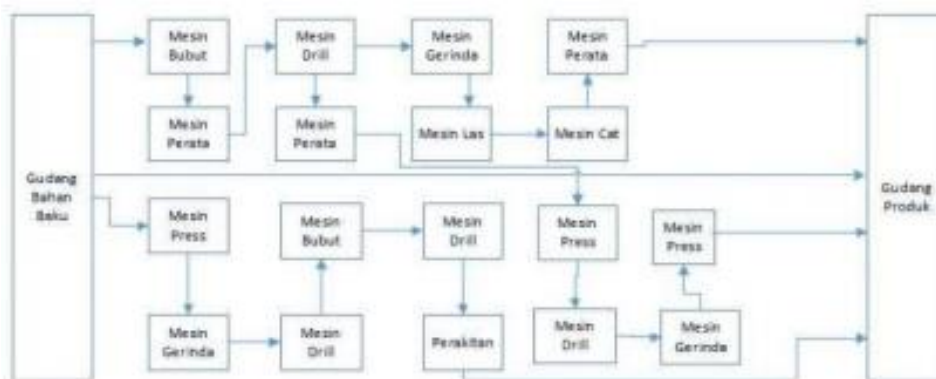 Mesin
Bubut
Mesin
Drill
Mesin
Gerinda
Mesin
Perata
Mesin
Perata
Mesin
Perata
Mesin Las
Mesin Cat
Gudang
Bahan
Baku
Gudang
Produk
Mesin
Press
Mesin
Bubut
Mesin
Drill
Mesin
Press
Mesin
Press
Mesin
Gerinda
Mesin
Drill
Perakitan
Mesin
Drill
Mesin
Gerinda